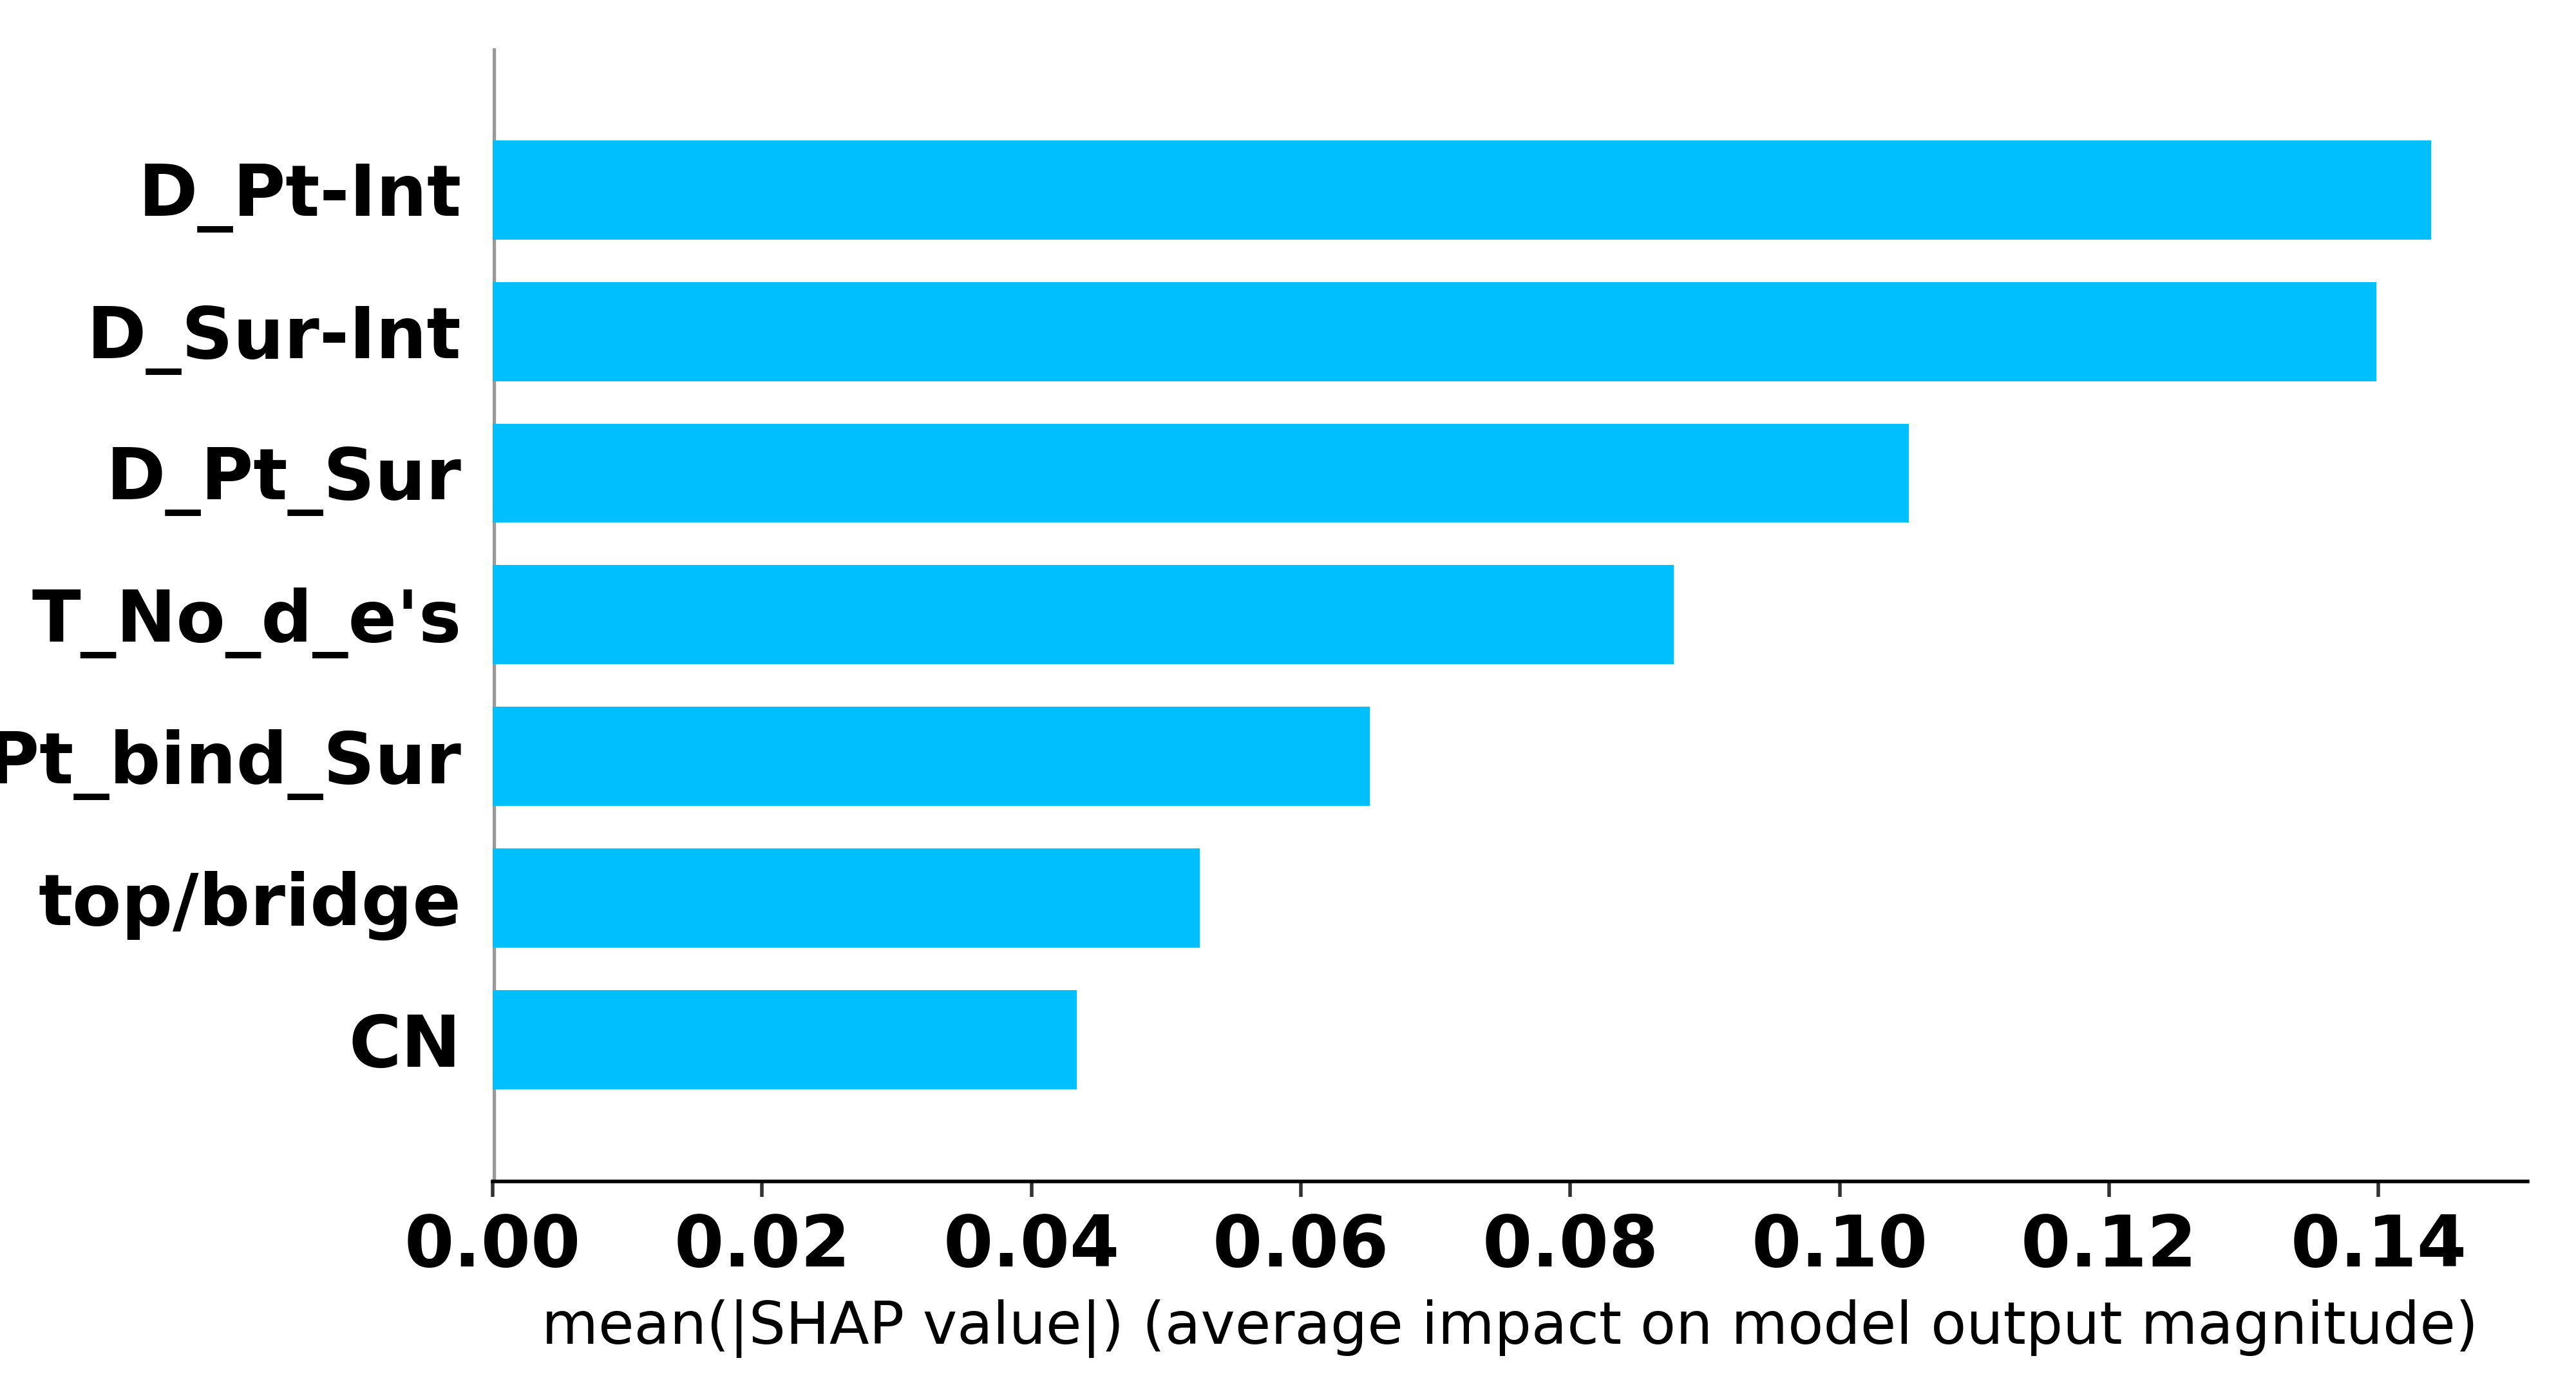 D_Pt-Int
D_Sur-Int
D_Pt_Sur
T_No_d_e's
Pt_bind_Sur
top/bridge
CN
0.00 0.02 0.04 0.06 0.08 0.10 0.12 0.14
mean(|SHAP value|) (average impact on model output magnitude)